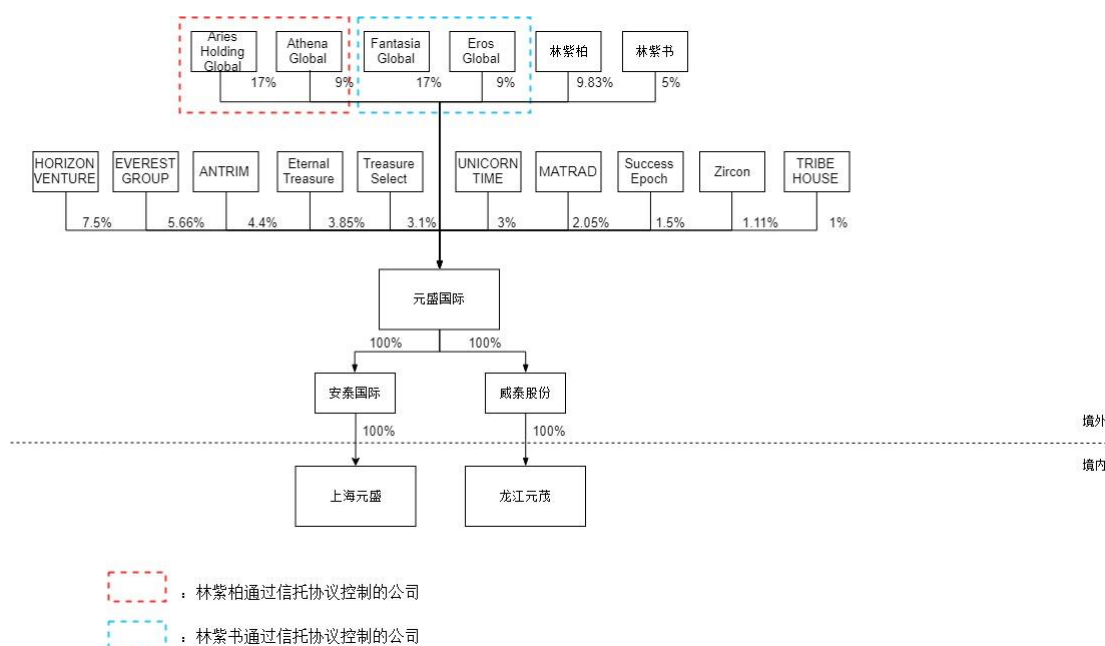 Aries
Holding
Global
Athena
Global
Fantasia
Global
Eros
Global
林紫柏
林紫书
17%
9%
17%
9%
9.83%
5%
HORIZON
VENTURE
EVEREST
GROUP
ANTRIM
Eternal
Treasure
Treasure
Select
UNICORN
TIME
MATRAD
Success
Epoch
Zircon
TRIBE
HOUSE
7.5%
5.66%
4.4%
3.85%
3.1%
3%
2.05%
1.5%
1.11%
1%
元盛国际
100%
100%
安泰国际
威泰股份
境外
100%
100%
境内
上海元盛
龙江元茂
：林紫柏通过信托协议控制的公司
：林紫书通过信托协议控制的公司